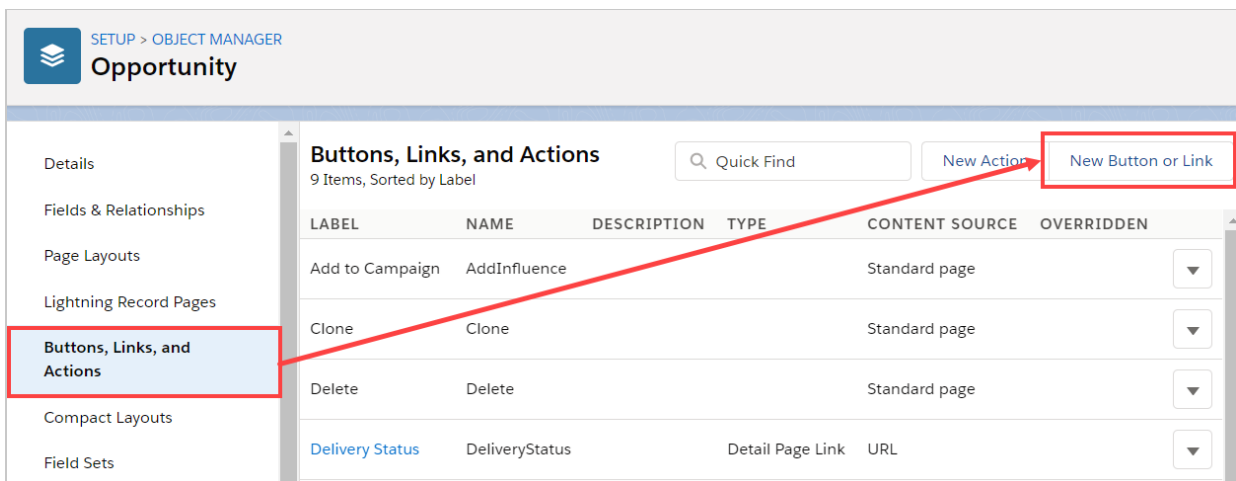 SETUP > OBJECT MANAGER
Opportunity
Details
Fields & Relationships
Page Layouts
Lightning Record Pages
Buttons, Links, and
Actions
Compact Layouts
Field Sets
Buttons, Links, and Actions
9 Items, Sorted by Label
Quick Find
New Action
New Button or Link
LABEL NAME DESCRIPTION TYPE CONTENT SOURCE OVERRIDDEN
Add to Campaign AddInfluence Standard page
Clone Clone Standard page
Delete Delete Standard page
Delivery Status DeliveryStatus Detail Page Link URL